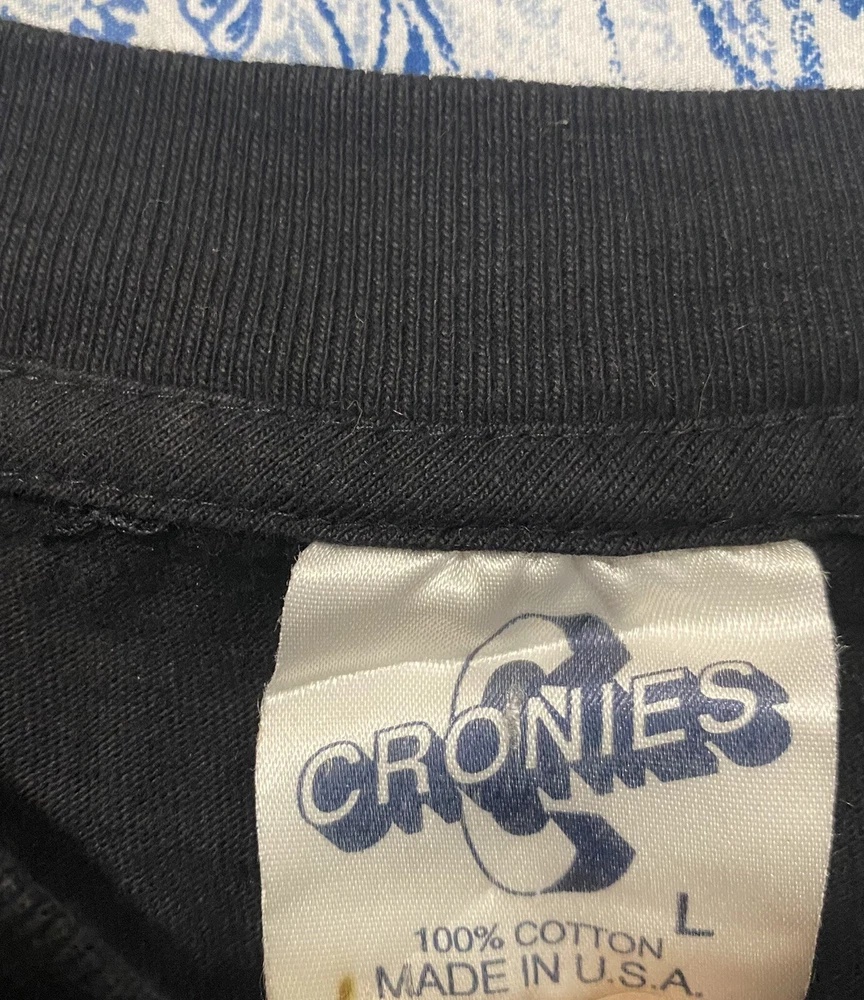 C
CRONIES
L
100% COTTON
MADE IN U.S.A.